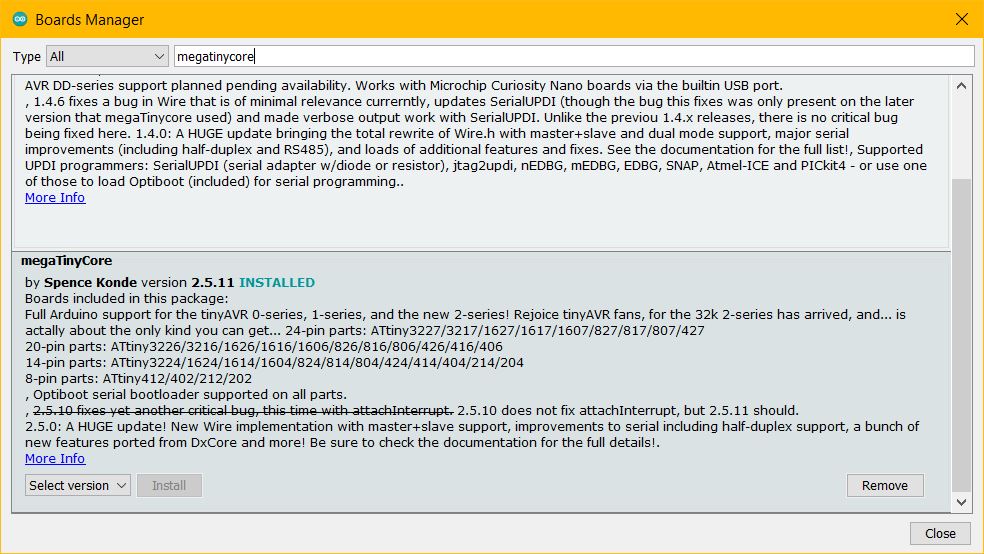 Boards Manager
Type All megatinycore
AVR DD-series support planned pending availability. Works with Microchip Curiosity Nano boards via the builtin USB port.
, 1.4.6 fixes a bug in Wire that is of minimal relevance currerntly, updates SerialUPDI (though the bug this fixes was only present on the later
version that megaTinycore used) and made verbose output work with SerialUPDI. Unlike the previou 1.4.x releases, there is no critical bug
being fixed here. 1.4.0: A HUGE update bringing the total rewrite of Wire.h with master+slave and dual mode support, major serial
improvements (including half-duplex and RS485), and loads of additional features and fixes. See the documentation for the full list!, Supported
UPDI programmers: SerialUPDI (serial adapter w/diode or resistor), jtag2updi, nEDBG, mEDBG, EDBG, SNAP, Atmel-ICE and PICkit4 - or use one
of those to load Optiboot (included) for serial programming..
More Info
megaTinyCore
by Spence Konde version 2.5.11 INSTALLED
Boards included in this package:
Full Arduino support for the tinyAVR 0-series, 1-series, and the new 2-series! Rejoice tinyAVR fans, for the 32k 2-series has arrived, and... is
actally about the only kind you can get... 24-pin parts: ATtiny3227/3217/1627/1617/1607/827/817/807/427
20-pin parts: ATtiny3226/3216/1626/1616/1606/826/816/806/426/416/406
14-pin parts: ATtiny3224/1624/1614/1604/824/814/804/424/414/404/214/204
8-pin parts: ATtiny412/402/212/202
, Optiboot serial bootloader supported on all parts.
, 2.5.10 fixes yet another critical bug, this time with attachInterrupt. 2.5.10 does not fix attachInterrupt, but 2.5.11 should.
2.5.0: A HUGE update! New Wire implementation with master+slave support, improvements to serial including half-duplex support, a bunch of
new features ported from DxCore and more! Be sure to check the documentation for the full details!.
More Info
Select version Install Remove
Close